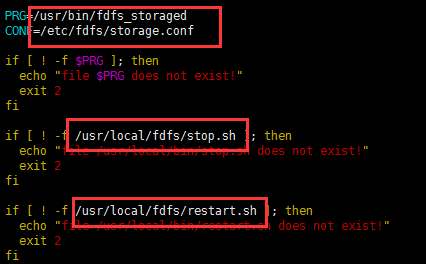 PRG=/usr/bin/fdfs_storaged
CONF=/etc/fdfs/storage.conf
if [ ! -f $PRG ]; then
echo "file $PRG does not exist!"
exit 2
fi
if [ ! -f /usr/local/fdfs/stop.sh ]; then
echo "file /usr/local/bin/stop.sh does not exist!"
exit 2
fi
if [ ! -f /usr/local/fdfs/restart.sh ]; then
echo "file /usr/local/bin/restart.sh does not exist!"
exit 2
fi